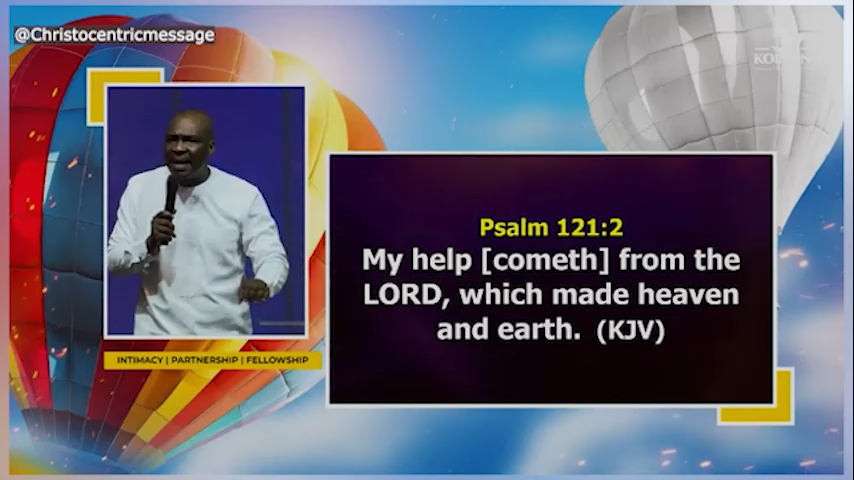 @Christocentricmessage
Psalm 121:2
My help [cometh] from the
LORD, which made heaven
and earth. (KJV)
INTIMACY | PARTNERSHIP | FELLOWSHIP